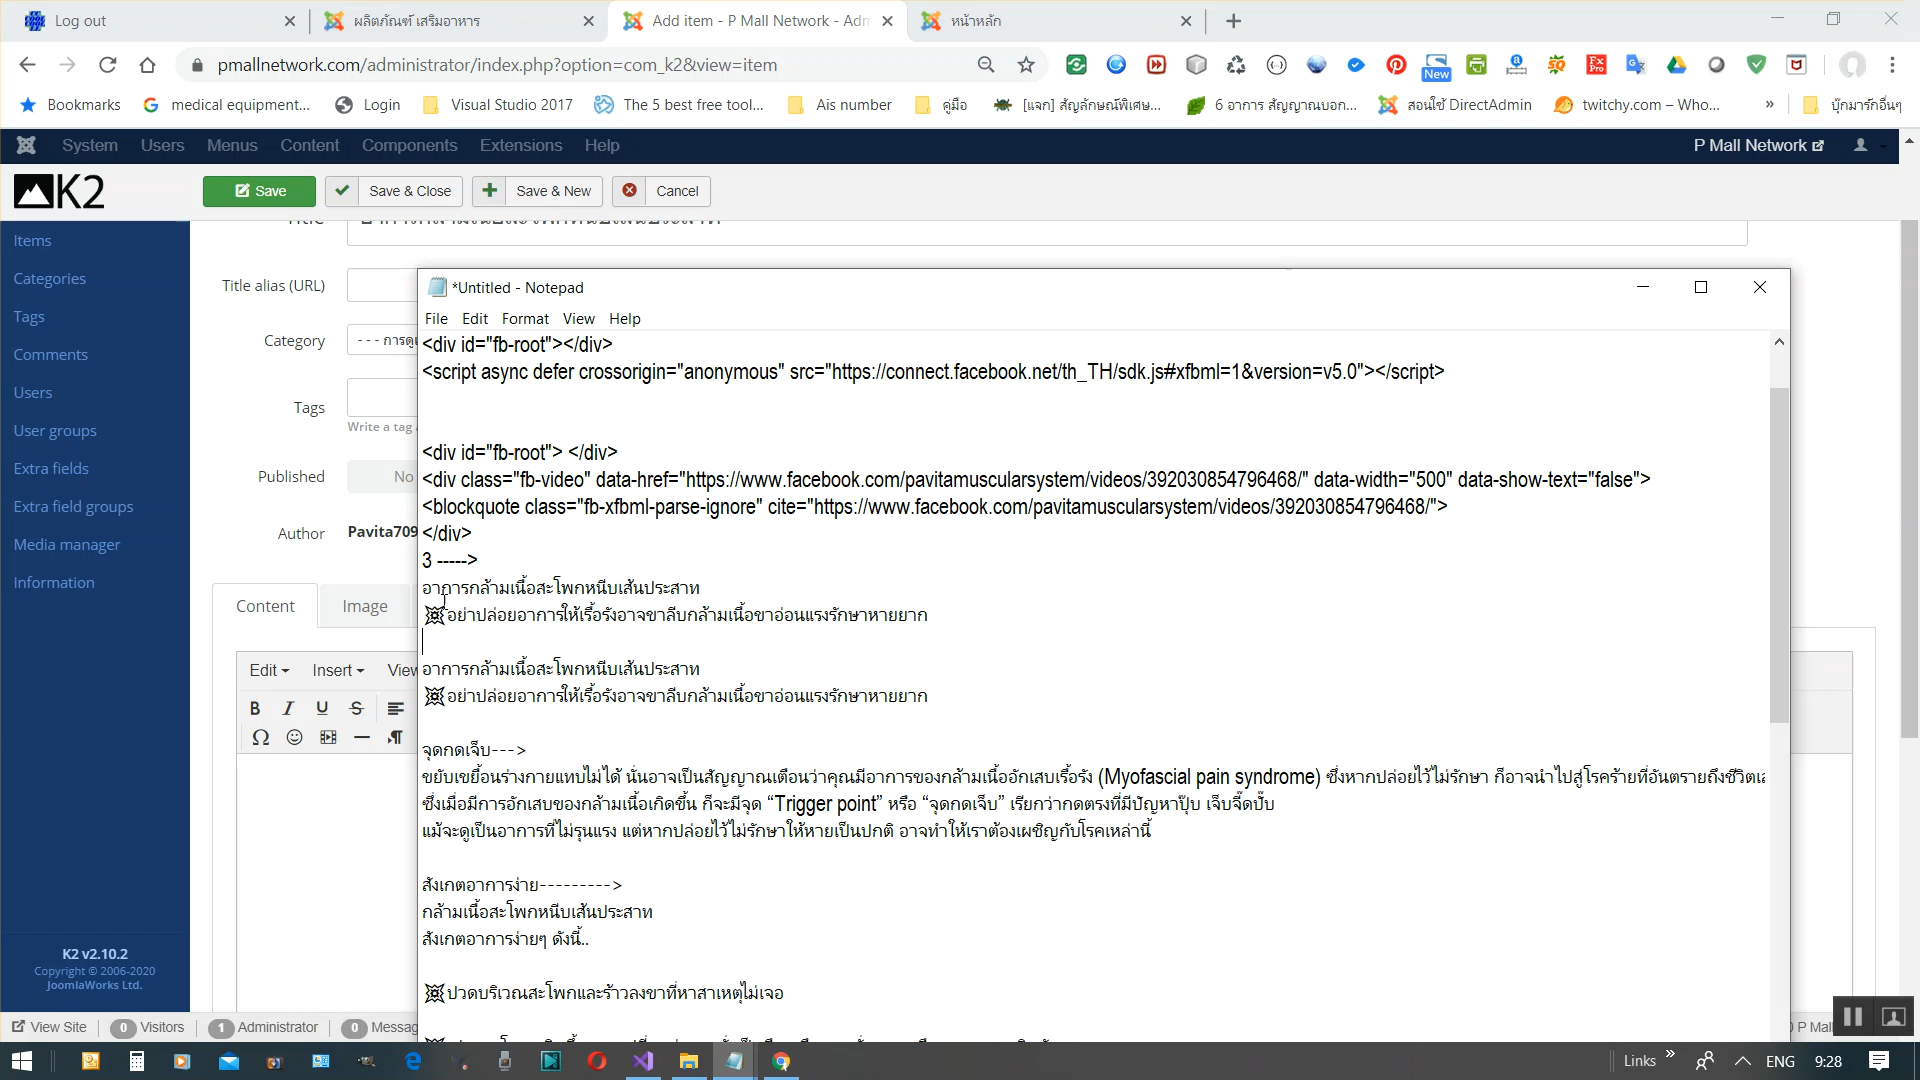 Log out
ผลิตภัณฑ์ เสริมอาหาร
Add item - P Mall Network - Adm
หน้าหลัก
pmallnetwork.com/administrator/index.php?option=com_k2&view=item
New
Bookmarks
medical equipment...
Login
Visual Studio 2017
The 5 best free tool...
Ais number
คู่มือ
[แจก] สัญลักษณ์พิเศษ...
6 อาการ สัญญาณบอก...
สอนใช้ DirectAdmin
twitchy.com – Who...
»
บุ๊กมาร์กอื่นๆ
System
Users
Menus
Content
Components
Extensions
Help
P Mall Network
K2
Save
Save & Close
Save & New
Cancel
Items
Categories
Tags
Comments
Users
User groups
Extra fields
Extra field groups
Media manager
Information
K2 v2.10.2
Copyright © 2006-2020
JoomlaWorks Ltd.
Title alias (URL)
Category
- - - การดูแ
Tags
Write a tag a
Published
No
Author
Pavita709
Content
Image
Edit
Insert
View
*Untitled - Notepad
File Edit Format View Help
<div id="fb-root"></div>
<script async defer crossorigin="anonymous" src="https://connect.facebook.net/th_TH/sdk.js#xfbml=1&version=v5.0"></script>
<div id="fb-root"> </div>
<div class="fb-video" data-href="https://www.facebook.com/pavitamuscularsystem/videos/392030854796468/" data-width="500" data-show-text="false">
<blockquote class="fb-xfbml-parse-ignore" cite="https://www.facebook.com/pavitamuscularsystem/videos/392030854796468/">
</div>
3 ----->
อาการกล้ามเนื้อสะโพกหนีบเส้นประสาท
💥อย่าปล่อยอาการให้เรื้อรังอาจขาลีบกล้ามเนื้อขาอ่อนแรงรักษาหายยาก
อาการกล้ามเนื้อสะโพกหนีบเส้นประสาท
💥อย่าปล่อยอาการให้เรื้อรังอาจขาลีบกล้ามเนื้อขาอ่อนแรงรักษาหายยาก
จุดกดเจ็บ--->
ขยับเขยื้อนร่างกายแทบไม่ได้ นั่นอาจเป็นสัญญาณเตือนว่าคุณมีอาการของกล้ามเนื้ออักเสบเรื้อรัง (Myofascial pain syndrome) ซึ่งหากปล่อยไว้ไม่รักษา ก็อาจนำไปสู่โรคร้ายที่อันตรายถึงชีวิตเ
ซึ่งเมื่อมีการอักเสบของกล้ามเนื้อเกิดขึ้น ก็จะมีจุด “Trigger point” หรือ “จุดกดเจ็บ” เรียกว่ากดตรงที่มีปัญหาปุ๊บ เจ็บจี๊ดปั๊บ
แม้จะดูเป็นอาการที่ไม่รุนแรง แต่หากปล่อยไว้ไม่รักษาให้หายเป็นปกติ อาจทำให้เราต้องเผชิญกับโรคเหล่านี้
สังเกตอาการง่าย--------->
กล้ามเนื้อสะโพกหนีบเส้นประสาท
สังเกตอาการง่ายๆ ดังนี้..
💥ปวดบริเวณสะโพกและร้าวลงขาที่หาสาเหตุไม่เจอ
View Site
0 Visitors
1 Administrator
0 Messag
P Mal
Links »
ENG
9:28